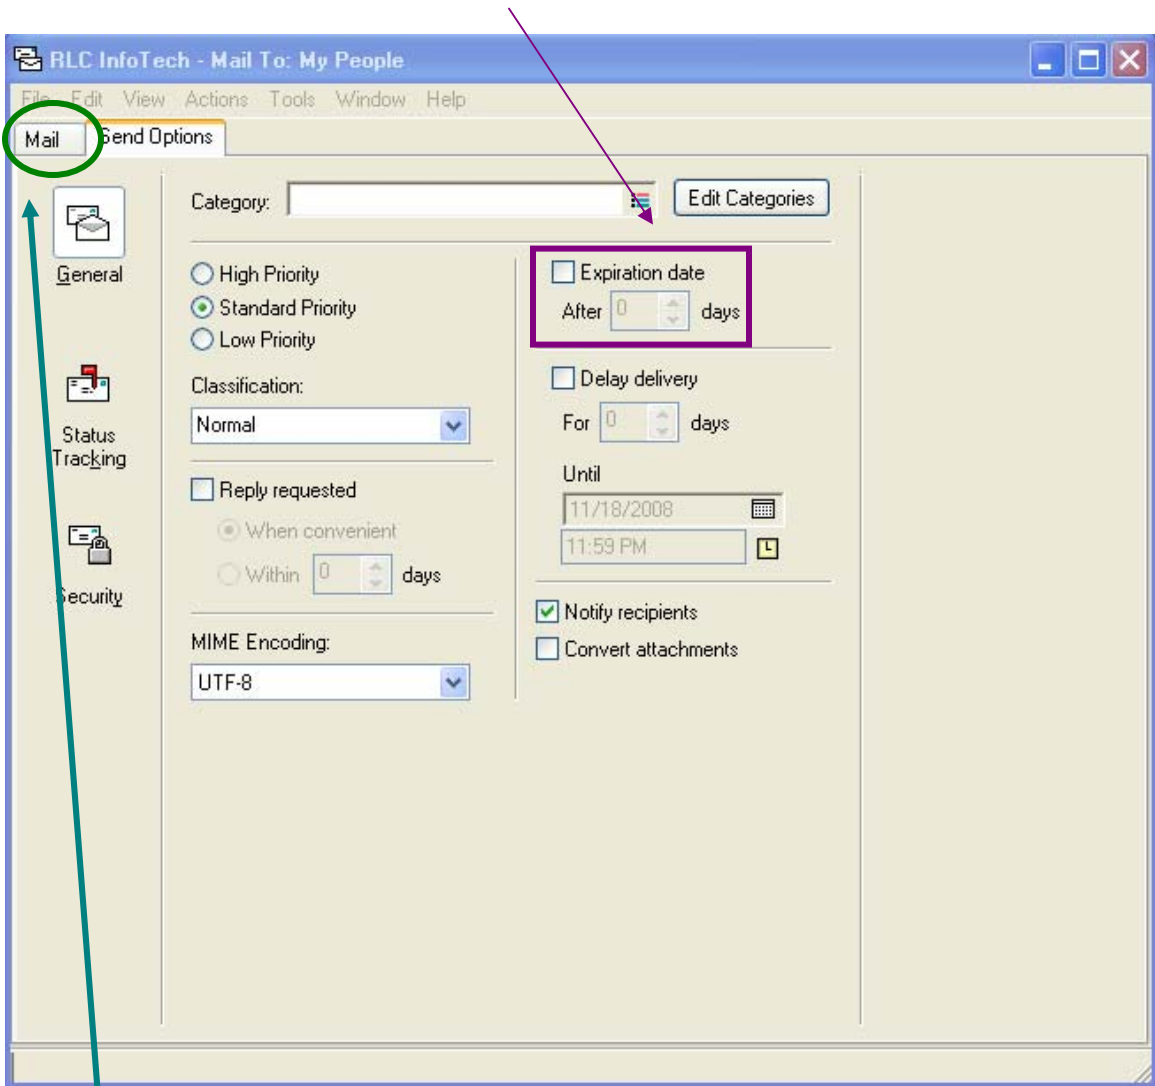 RLC InfoTech - Mail To: My People
File Edit View Actions Tools Window Help
Mail Send Options
Category: Edit Categories
General
High Priority
Standard Priority
Low Priority
Classification:
Normal
Expiration date
After 0 days
Status
Tracking
Delay delivery
For 0 days
Until
11/18/2008
11:59 PM
Reply requested
When convenient
Within 0 days
Security
MIME Encoding:
UTF-8
Notify recipients
Convert attachments